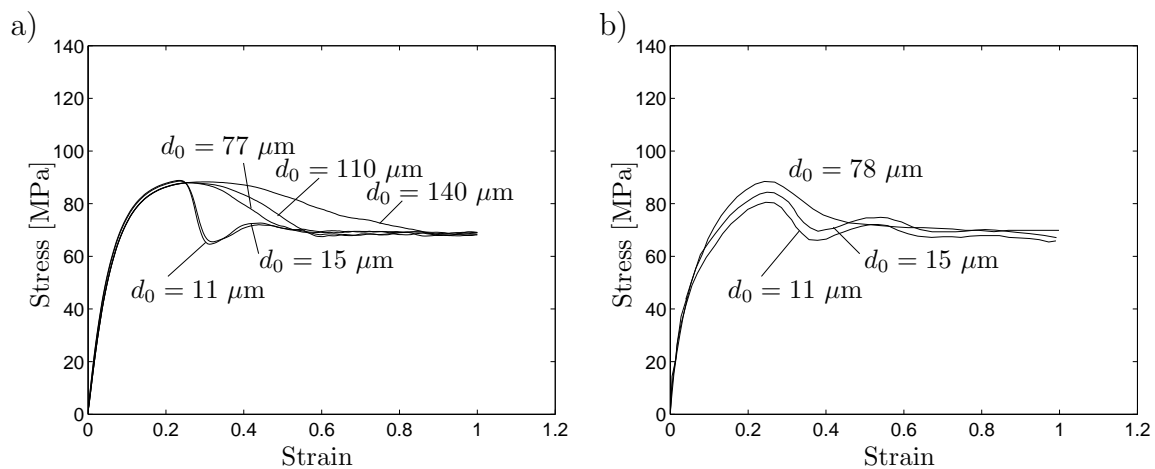 a)
140
120
100
80
60
40
20
0
Stress [MPa]
d₀ = 77 μm
d₀ = 110 μm
d₀ = 140 μm
d₀ = 15 μm
d₀ = 11 μm
0 0.2 0.4 0.6 0.8 1 1.2
Strain
b)
140
120
100
80
60
40
20
0
Stress [MPa]
d₀ = 78 μm
d₀ = 15 μm
d₀ = 11 μm
0 0.2 0.4 0.6 0.8 1 1.2
Strain